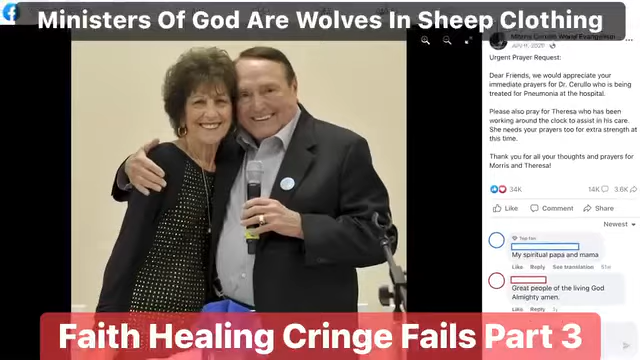 Ministers Of God Are Wolves In Sheep Clothing
July 11, 2020
Urgent Prayer Request:
Dear Friends, we would appreciate your
immediate prayers for Dr. Cerullo who is being
treated for Pneumonia at the hospital.
Please also pray for Theresa who has been
working around the clock to assist in his care.
She needs your prayers too for extra strength at
this time.
Thank you for all your thoughts and prayers for
Morris and Theresa!
34K 14K 3.6K
Like Comment Share
Newest
Top fan
My spiritual papa and mama
Like Reply See translation 51w
Great people of the living God
Almighty amen.
Like Reply
Faith Healing Cringe Fails Part 3